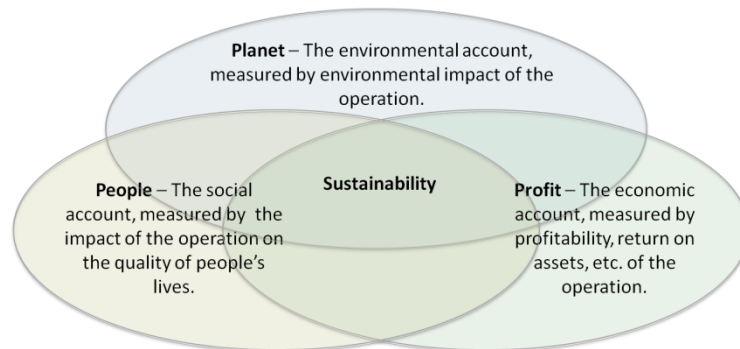 Planet – The environmental account,
measured by environmental impact of the
operation.
Sustainability
People – The social
account, measured by the
impact of the operation on
the quality of people's
lives.
Profit – The economic
account, measured by
profitability, return on
assets, etc. of the
operation.